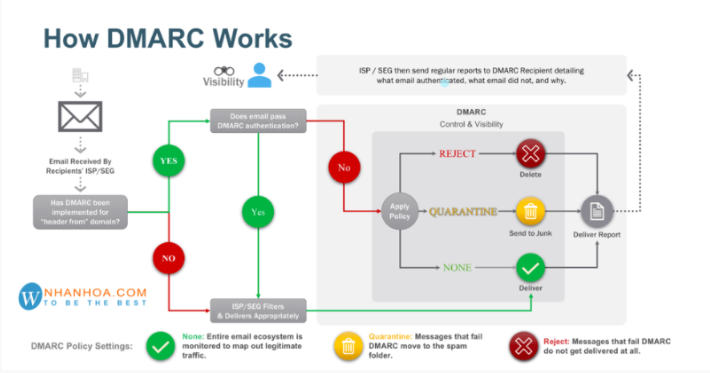 How DMARC Works
Visibility
ISP / SEG then send regular reports to DMARC Recipient detailing
what email authenticated, what email did not, and why.
Email Received By
Recipients' ISP/SEG
Has DMARC been
implemented for
"header from" domain?
YES
NO
Does email pass
DMARC authentication?
Yes
No
ISP/SEG Filters
& Delivers Appropriately
DMARC
Control & Visibility
Apply
Policy
REJECT
Delete
QUARANTINE
Send to Junk
NONE
Deliver
Deliver Report
W NHANHOA.COM
TO BE THE BEST
DMARC Policy Settings:
None: Entire email ecosystem is
monitored to map out legitimate
traffic.
Quarantine: Messages that fail
DMARC move to the spam
folder.
Reject: Messages that fail DMARC
do not get delivered at all.